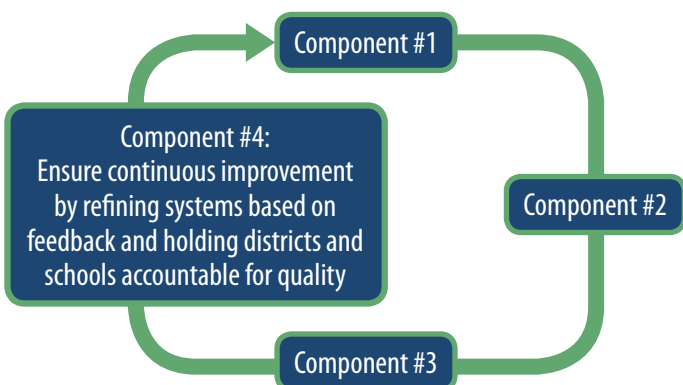 Component #1
Component #4:
Ensure continuous improvement
by refining systems based on
feedback and holding districts and
schools accountable for quality
Component #2
Component #3